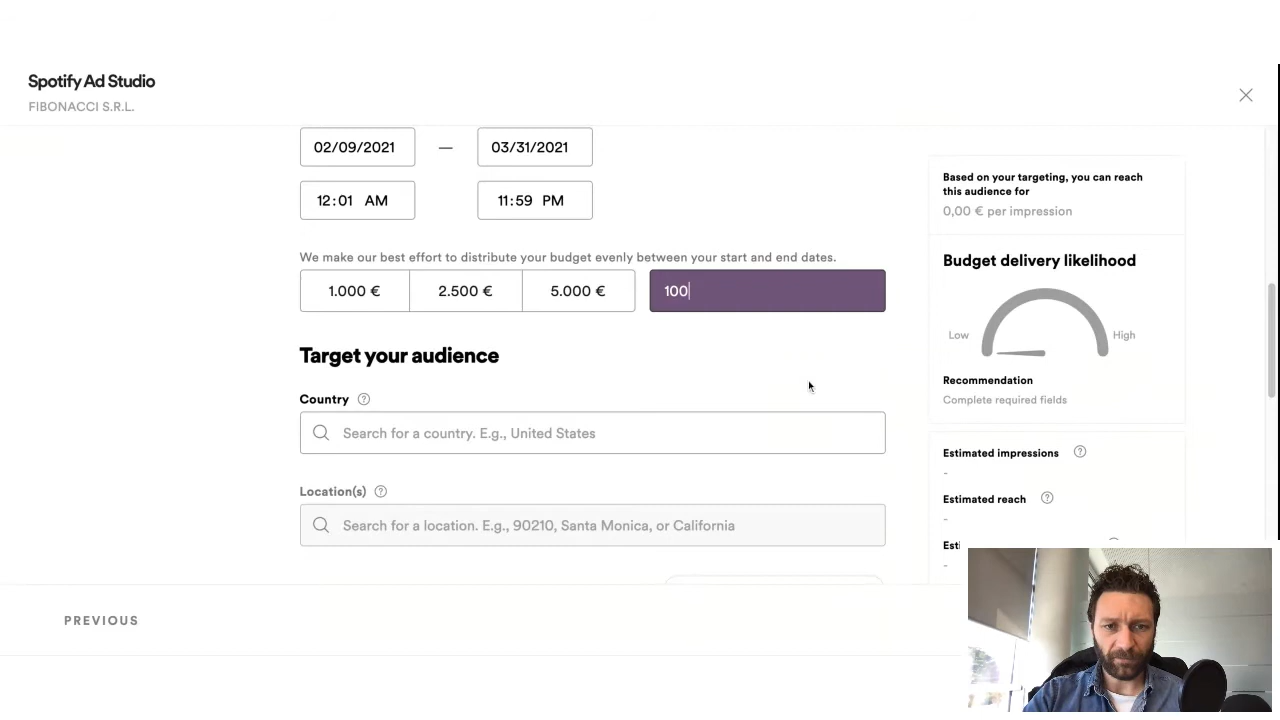 Spotify Ad Studio
FIBONACCI S.R.L.
02/09/2021 — 03/31/2021
12:01 AM 11:59 PM
We make our best effort to distribute your budget evenly between your start and end dates.
1.000 € 2.500 € 5.000 € 100
Target your audience
Country
Search for a country. E.g., United States
Location(s)
Search for a location. E.g., 90210, Santa Monica, or California
PREVIOUS
Based on your targeting, you can reach
this audience for
0,00 € per impression
Budget delivery likelihood
Low High
Recommendation
Complete required fields
Estimated impressions
-
Estimated reach
-
-